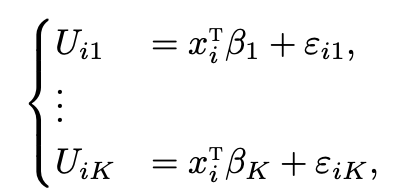 U_{i1} = x_i^T β_1 + ε_{i1},
⋮
U_{iK} = x_i^T β_K + ε_{iK},